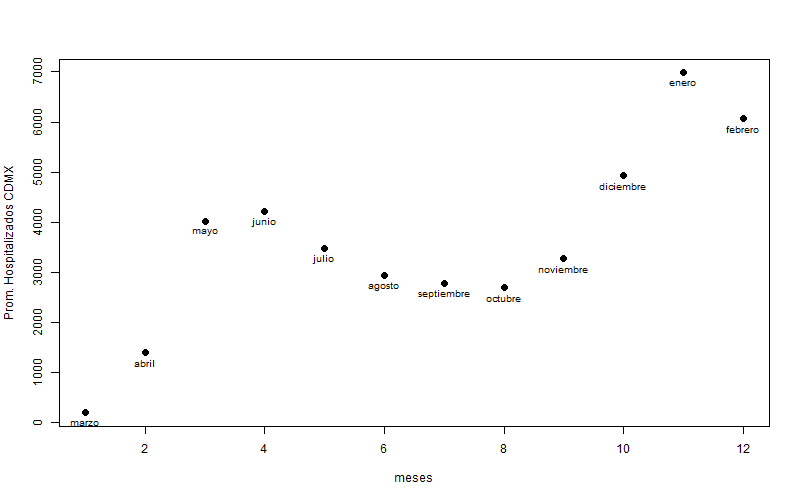 7000
6000
5000
4000
3000
2000
1000
0
Prom. Hospitalizados CDMX
enero
febrero
diciembre
mayo
junio
julio
noviembre
agosto
septiembre
octubre
abril
marzo
2 4 6 8 10 12
meses